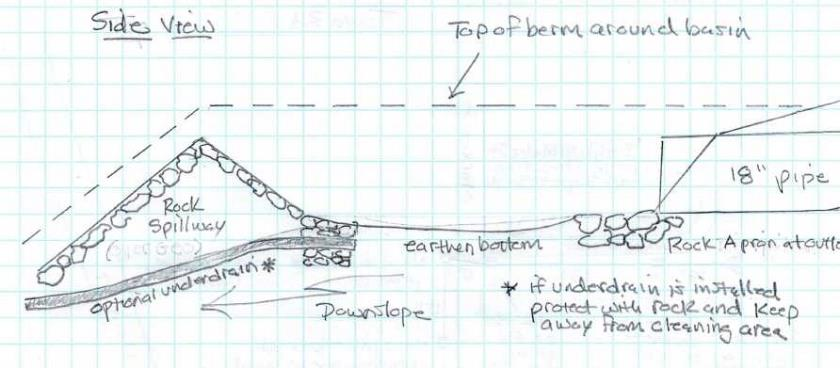 Side View
Top of berm around basin
18" pipe
Rock
Spillway
earthen bottom
Rock Apron at outle
optional underdrain *
Downslope
* if underdrain is installed
protect with rock and keep
away from cleaning area